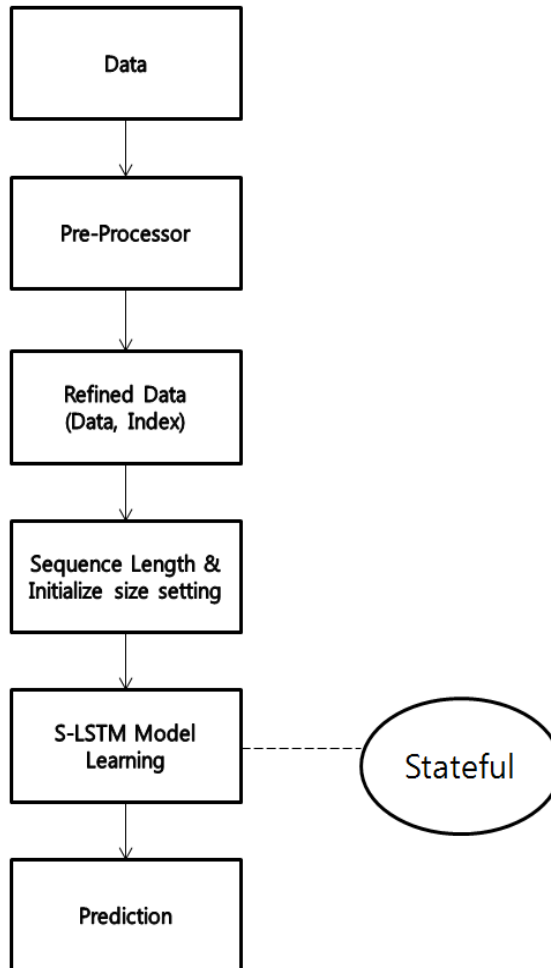 Data
Pre-Processor
Refined Data
(Data, Index)
Sequence Length &
Initialize size setting
S-LSTM Model
Learning
Stateful
Prediction